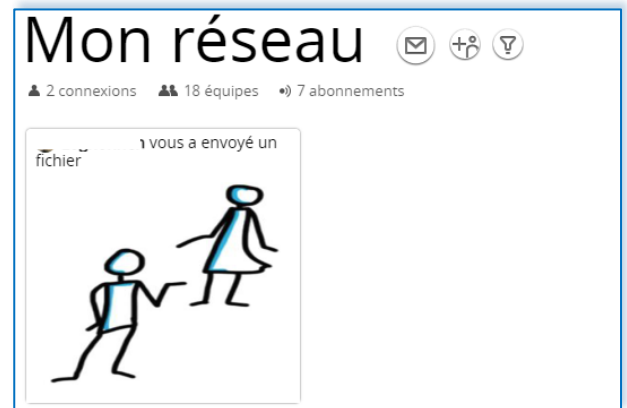 Mon réseau
2 connexions 18 équipes 7 abonnements
vous a envoyé un
fichier